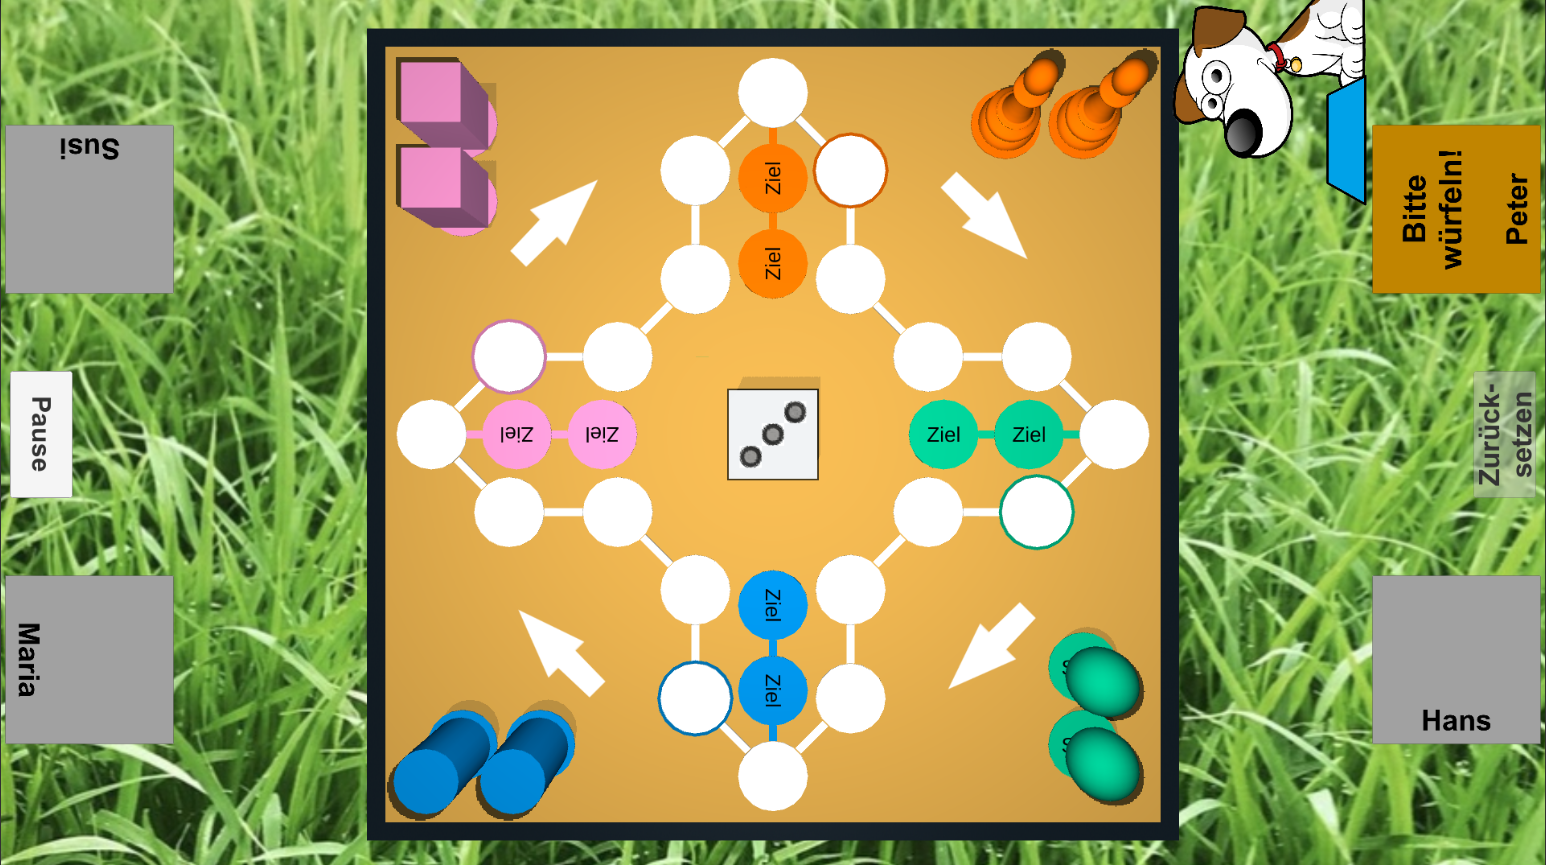 Susi
Pause
Maria
Ziel
Ziel
Ziel
Ziel
Ziel
Ziel
Ziel
Ziel
Bitte
würfeln!
Peter
Zurück-
setzen
Hans